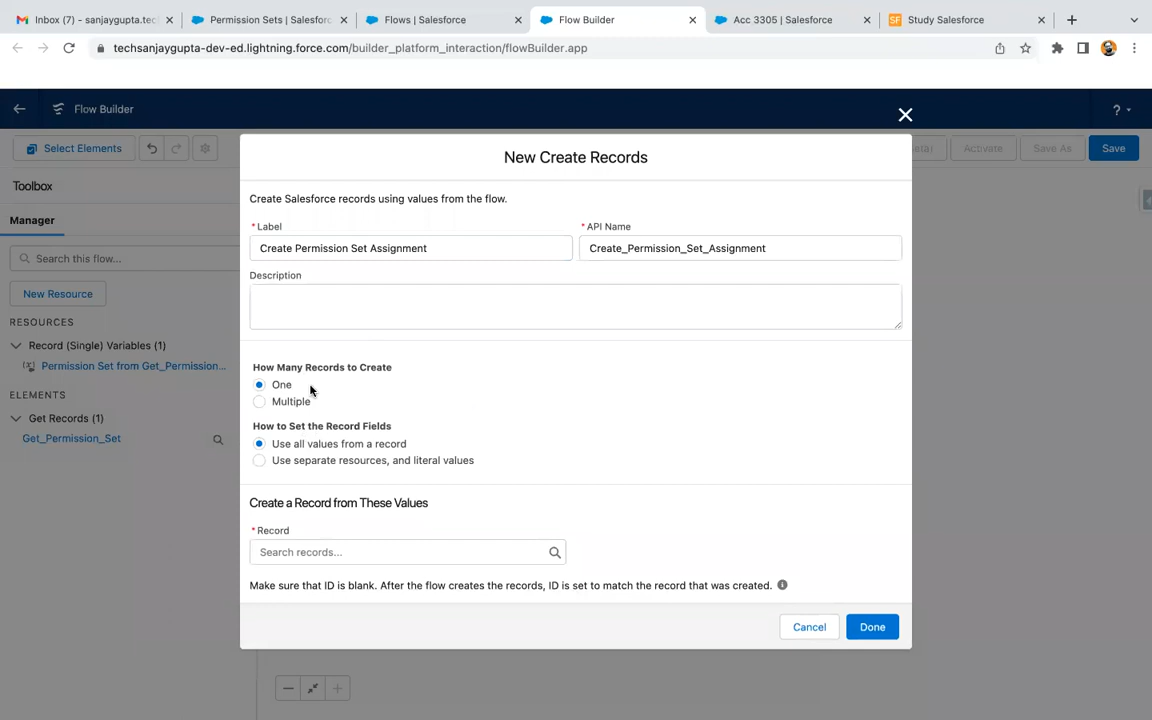 Inbox (7) - sanjaygupta.tec
Permission Sets | Salesforc
Flows | Salesforce
Flow Builder
Acc 3305 | Salesforce
SF
Study Salesforce
techsanjaygupta-dev-ed.lightning.force.com/builder_platform_interaction/flowBuilder.app
Flow Builder
?
Select Elements
Activate
Save As
Save
Toolbox
Manager
Search this flow...
New Resource
RESOURCES
Record (Single) Variables (1)
Permission Set from Get_Permission...
ELEMENTS
Get Records (1)
Get_Permission_Set
New Create Records
Create Salesforce records using values from the flow.
* Label
* API Name
Create Permission Set Assignment
Create_Permission_Set_Assignment
Description
How Many Records to Create
One
Multiple
How to Set the Record Fields
Use all values from a record
Use separate resources, and literal values
Create a Record from These Values
* Record
Search records...
Make sure that ID is blank. After the flow creates the records, ID is set to match the record that was created.
Cancel
Done